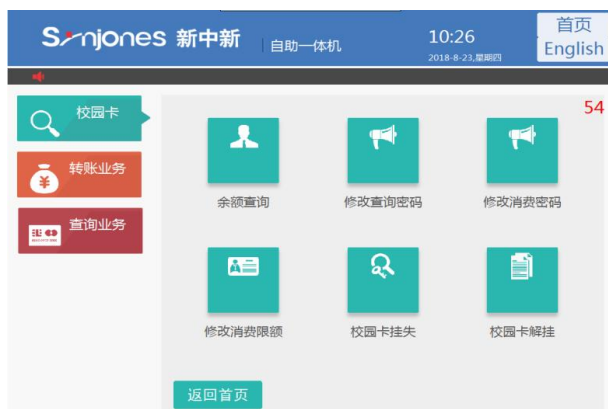 Synjones 新中新
自助一体机
10:26
2018-8-23,星期四
首页
English
54
校园卡
转账业务
查询业务
余额查询
修改查询密码
修改消费密码
修改消费限额
校园卡挂失
校园卡解挂
返回首页